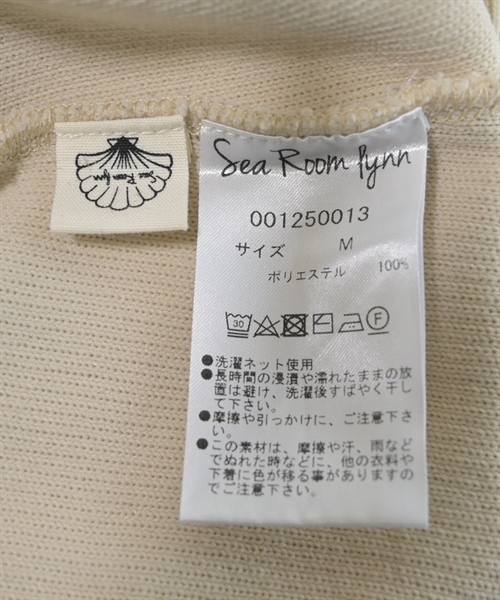 Sea Room lynn
Sea Room lynn
001250013
サイズ M
ポリエステル 100%
30 F
●洗濯ネット使用
●長時間の浸漬や濡れたままの放
置は避け、洗濯後すばやく干し
て下さい。
●摩擦や引っかけに、ご注意下さ
い。
●この素材は、摩擦や汗、雨などで
ぬれた時などに、他の衣料や
下着に色が移る事がありますの
でご注意下さい。